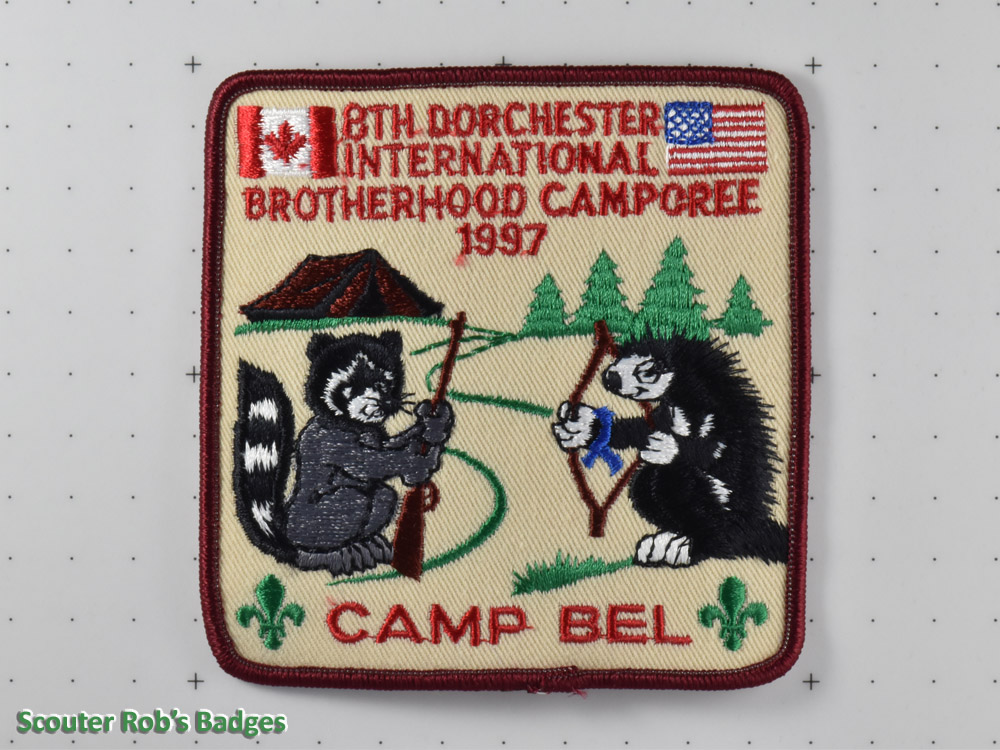 8TH DORCHESTER
INTERNATIONAL
BROTHERHOOD CAMPOREE
1997
CAMP BEL
Scouter Rob's Badges